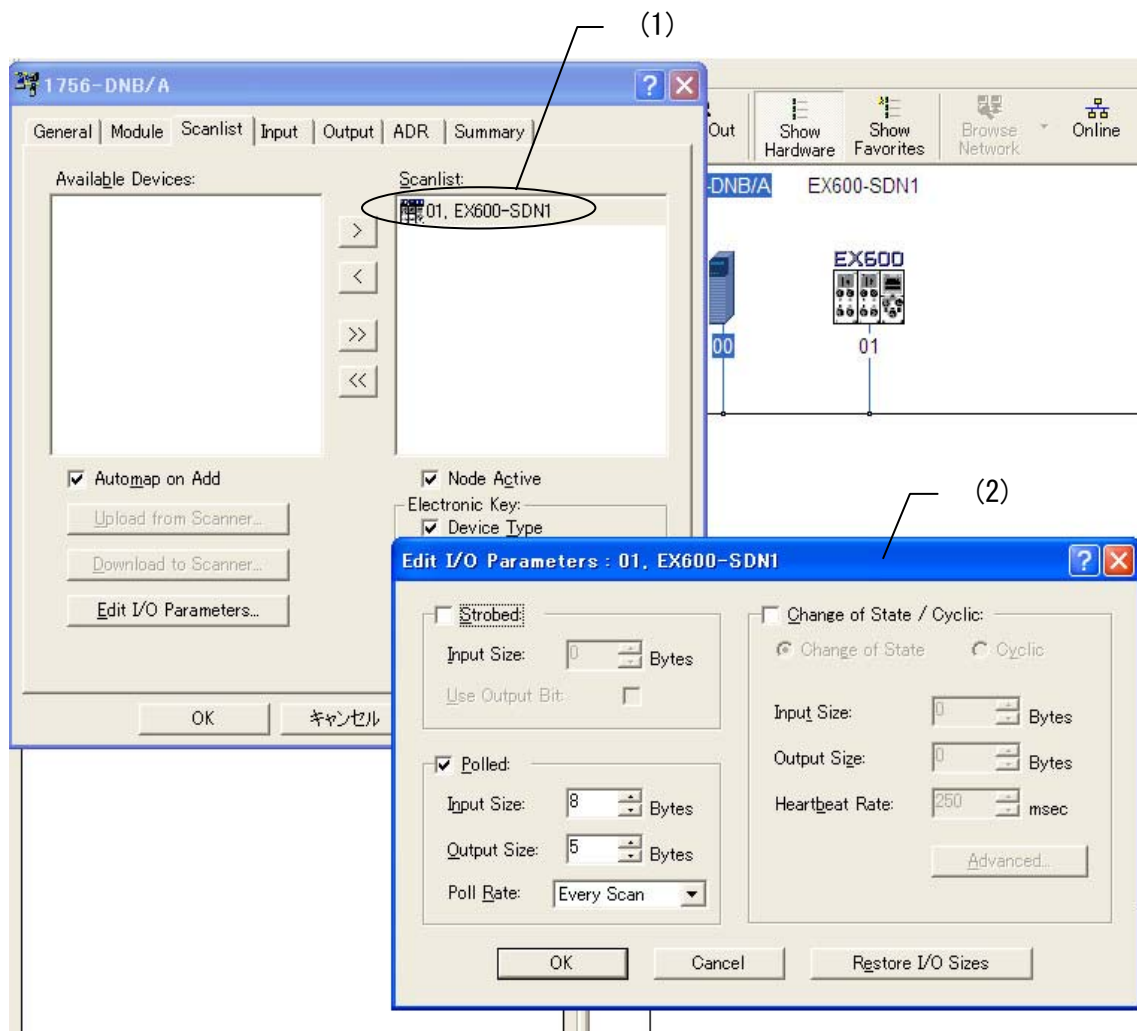 (1)
1756-DNB/A
General Module Scanlist Input Output ADR Summary
Available Devices:
Scanlist:
01, EX600-SDN1
>
<
>>
<<
Automap on Add
Upload from Scanner...
Download to Scanner...
Edit I/O Parameters...
Node Active
Electronic Key:
Device Type
OK
キャンセル
Out
Show Hardware
Show Favorites
Browse Network
Online
-DNB/A
EX600-SDN1
EX600
00
01
(2)
Edit I/O Parameters : 01, EX600-SDN1
Strobed:
Input Size: 0 Bytes
Use Output Bit:
Polled:
Input Size: 8 Bytes
Output Size: 5 Bytes
Poll Rate: Every Scan
Change of State / Cyclic:
Change of State Cyclic
Input Size: 0 Bytes
Output Size: 0 Bytes
Heartbeat Rate: 250 msec
Advanced...
OK
Cancel
Restore I/O Sizes